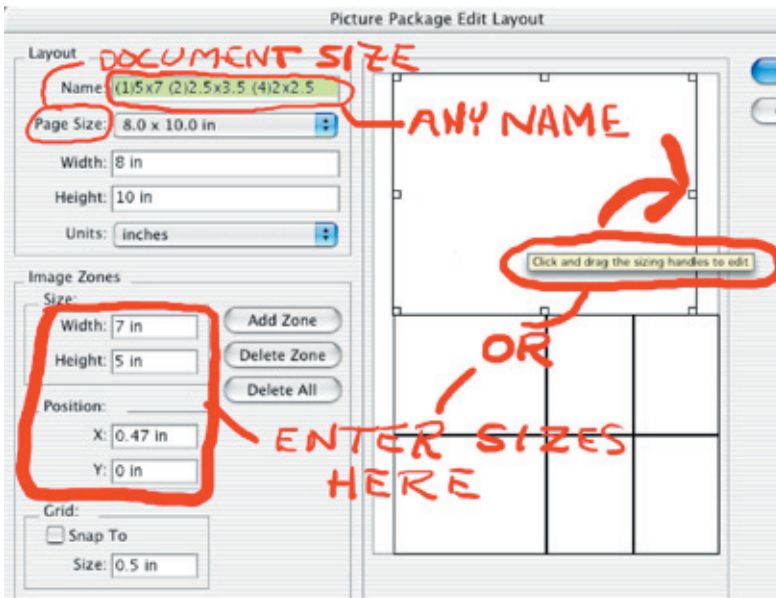 Picture Package Edit Layout
Layout
DOCUMENT SIZE
Name: (1)5x7 (2)2.5x3.5 (4)2x2.5
ANY NAME
Page Size: 8.0 x 10.0 in
Width: 8 in
Height: 10 in
Units: inches
Click and drag the sizing handles to edit
Image Zones
Size:
Width: 7 in
Add Zone
Height: 5 in
Delete Zone
Delete All
OR
Position:
X: 0.47 in
Y: 0 in
ENTER SIZES
HERE
Grid:
Snap To
Size: 0.5 in